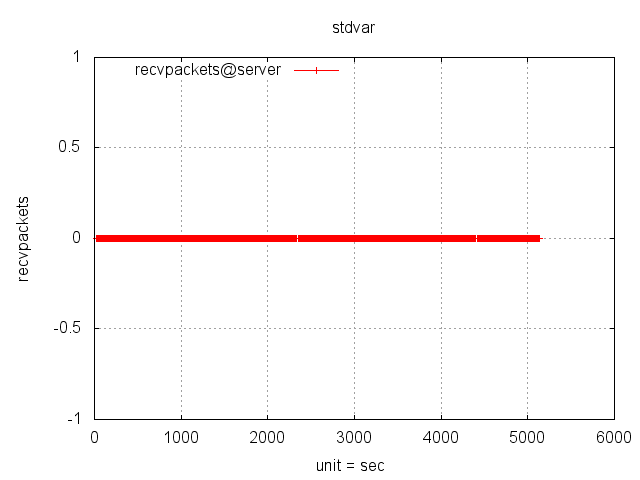 stdvar
recvpackets@server
1
0.5
0
-0.5
-1
recvpackets
0 1000 2000 3000 4000 5000 6000
unit = sec